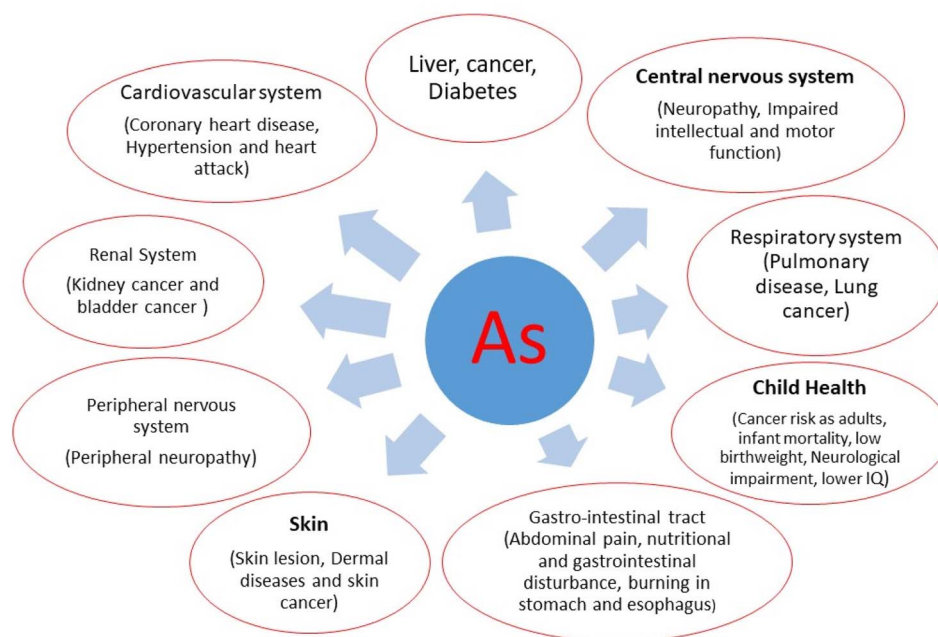 Liver, cancer,
Diabetes
Central nervous system
(Neuropathy, Impaired
intellectual and motor
function)
Respiratory system
(Pulmonary
disease, Lung
cancer)
Child Health
(Cancer risk as adults,
infant mortality, low
birthweight, Neurological
impairment, lower IQ)
Gastro-intestinal tract
(Abdominal pain, nutritional
and gastrointestinal
disturbance, burning in
stomach and esophagus)
Skin
(Skin lesion, Dermal
diseases and skin
cancer)
Peripheral nervous
system
(Peripheral neuropathy)
Renal System
(Kidney cancer and
bladder cancer )
Cardiovascular system
(Coronary heart disease,
Hypertension and heart
attack)
As